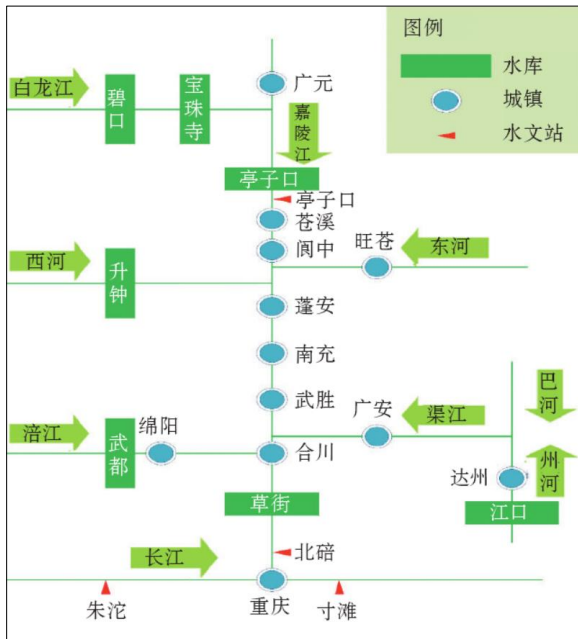 图例
水库
城镇
水文站
白龙江
碧口
宝珠寺
广元
嘉陵江
亭子口
亭子口
苍溪
阆中
旺苍
东河
西河
升钟
蓬安
南充
武胜
广安
渠江
巴河
涪江
武都
绵阳
合川
达州
州河
草街
江口
长江
北碚
朱沱
重庆
寸滩